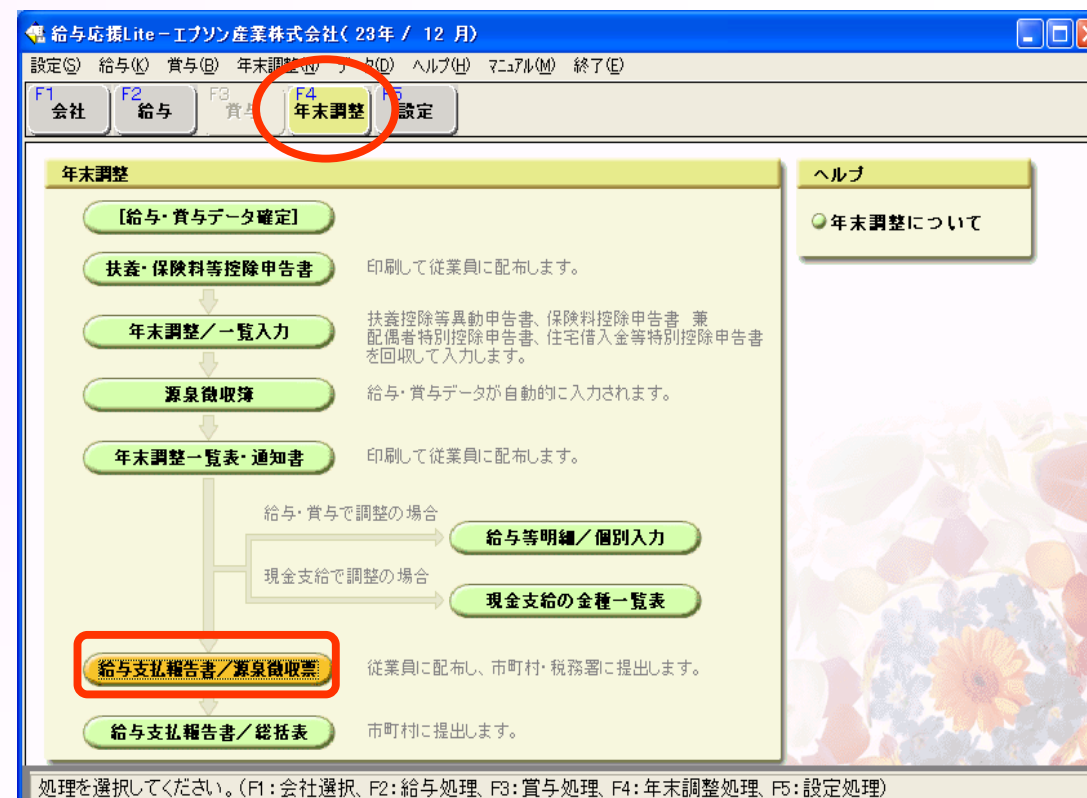 給与応援Lite－エプソン産業株式会社( 23年 / 12 月)
設定(S) 給与(K) 賞与(B) 年末調整(N) データ(D) ヘルプ(H) マニュアル(M) 終了(E)
F1 会社 F2 給与 F3 賞与 F4 年末調整 F5 設定
年末調整
ヘルプ
[給与・賞与データ確定]
年末調整について
扶養・保険料等控除申告書 印刷して従業員に配布します。
年末調整／一覧入力 扶養控除等異動申告書、保険料控除申告書 兼
配偶者特別控除申告書、住宅借入金等特別控除申告書
を回収して入力します。
源泉徴収簿 給与・賞与データが自動的に入力されます。
年末調整一覧表・通知書 印刷して従業員に配布します。
給与・賞与で調整の場合
給与等明細／個別入力
現金支給で調整の場合
現金支給の金種一覧表
給与支払報告書／源泉徴収票 従業員に配布し、市町村・税務署に提出します。
給与支払報告書／総括表 市町村に提出します。
処理を選択してください。(F1：会社選択、F2：給与処理、F3：賞与処理、F4：年末調整処理、F5：設定処理)